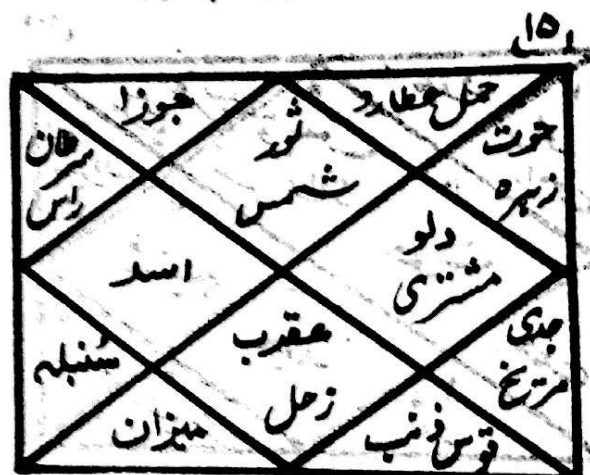 ۱۵
حمل عطارد
جوزا
ثور
شمس
حوت
زہرہ
سرطان
راس
دلو
مشتری
اسد
جدی
مریخ
عقرب
زحل
سنبلہ
قوس ذنب
میزان